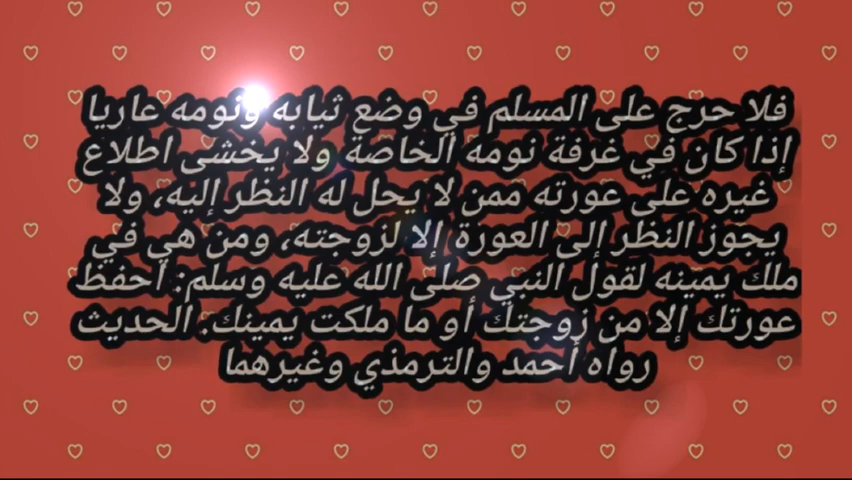 فلا حرج على المسلم في وضع ثيابه ونومه عاريا
إذا كان في غرفة نومه الخاصة ولا يخشى اطلاع
غيره على عورته ممن لا يحل له النظر إليه، ولا
يجوز النظر إلى العورة إلا لزوجته، ومن هي في
ملك يمينه لقول النبي صلى الله عليه وسلم: احفظ
عورتك إلا من زوجتك أو ما ملكت يمينك. الحديث
رواه أحمد والترمذي وغيرهما